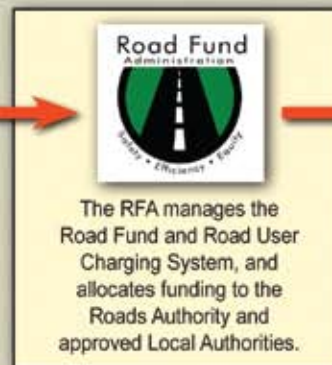 Road Fund
Administration
Safety • Efficiency • Equity
The RFA manages the
Road Fund and Road User
Charging System, and
allocates funding to the
Roads Authority and
approved Local Authorities.